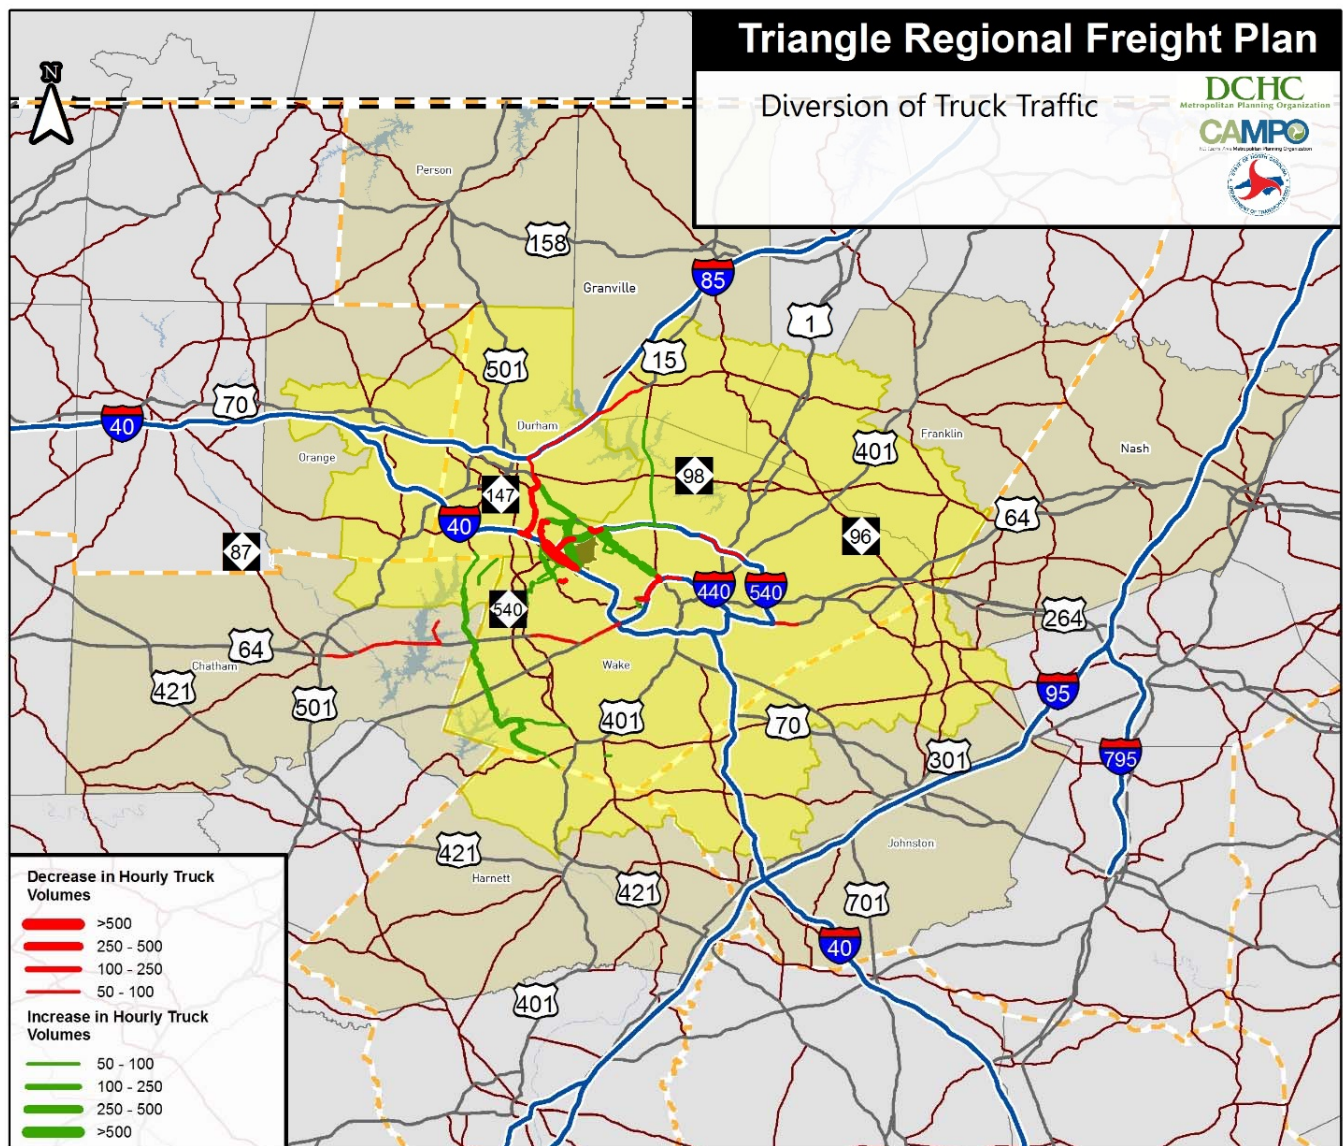 Triangle Regional Freight Plan
Diversion of Truck Traffic
DCHC
Metropolitan Planning Organization
CAMPO
N
Person
158
Granville
85
1
501
15
70
40
Durham
Orange
401
Franklin
Nash
147
98
64
40
96
87
440
540
540
264
64
Chatham
Wake
421
501
95
401
70
301
795
421
Harnett
Johnston
421
701
40
401
Decrease in Hourly Truck
Volumes
>500
250 - 500
100 - 250
50 - 100
Increase in Hourly Truck
Volumes
50 - 100
100 - 250
250 - 500
>500